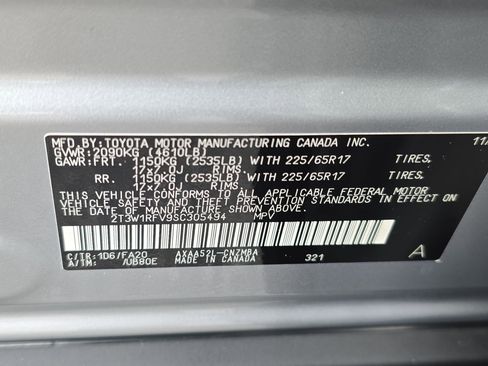 MFD.BY:TOYOTA MOTOR MANUFACTURING CANADA INC. 11/
GVWR:2090KG (4610LB)
GAWR:FRT. 1150KG (2535LB) WITH 225/65R17 TIRES.
17x7.0J RIMS.
RR. 1150KG (2535LB) WITH 225/65R17 TIRES.
17x7.0J RIMS.
THIS VEHICLE CONFORMS TO ALL APPLICABLE FEDERAL MOTOR
VEHICLE SAFETY AND THEFT PREVENTION STANDARDS IN EFFECT
ON THE DATE OF MANUFACTURE SHOWN ABOVE.
2T3W1RFV9SC305494 MPV
C/TR:1D6/FA20 AXAA52L-CNZMBA A
A/TM: /UB80E MADE IN CANADA 321